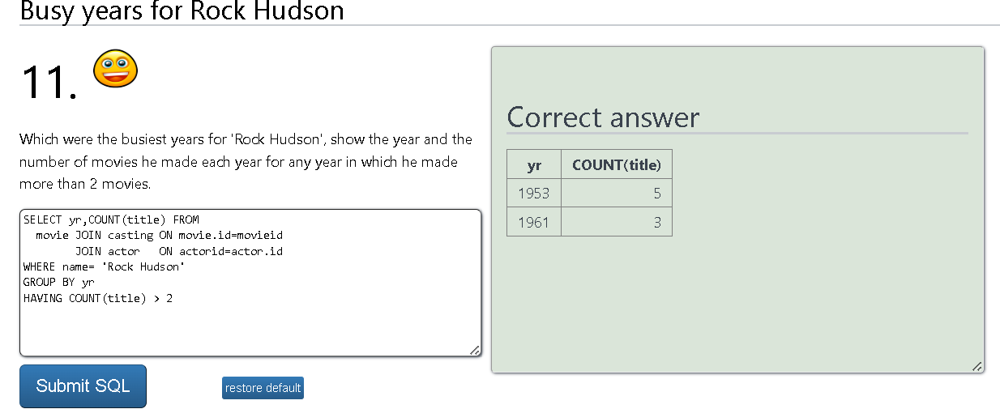 Busy years for Rock Hudson
11.
Which were the busiest years for 'Rock Hudson', show the year and the
number of movies he made each year for any year in which he made
more than 2 movies.
SELECT yr,COUNT(title) FROM
  movie JOIN casting ON movie.id=movieid
        JOIN actor   ON actorid=actor.id
WHERE name= 'Rock Hudson'
GROUP BY yr
HAVING COUNT(title) > 2
Submit SQL
restore default
Correct answer
yr COUNT(title)
1953 5
1961 3